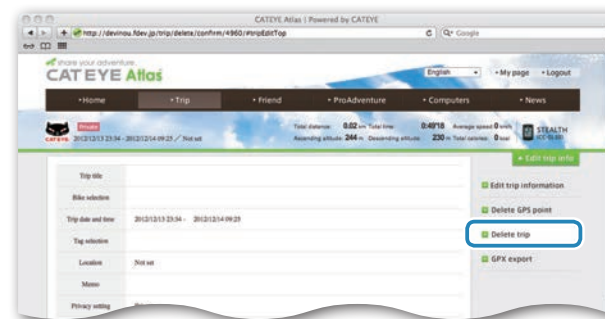 CATEYE Atlas | Powered by CATEYE
http://devinou.fdev.jp/trip/delete/confirm/4960/#tripEditTop
Google
share your adventure.
CATEYE Atlas
English
My page
Logout
Home
Trip
Friend
ProAdventure
Computers
News
CATEYE
Private
2012/12/13 23:34 - 2012/12/14 09:23 / Not set
Total distance: 0.02 km Total time: 0:49'18 Average speed 0 km/h
Ascending altitude: 244 m Descending altitude: 230 m Total calories: 0 kcal
STEALTH
Edit trip info
Trip title
Bike selection
Trip date and time 2012/12/13 23:34 - 2012/12/14 09:23
Tag selection
Location Not set
Memo
Privacy setting
Edit trip information
Delete GPS point
Delete trip
GPX export